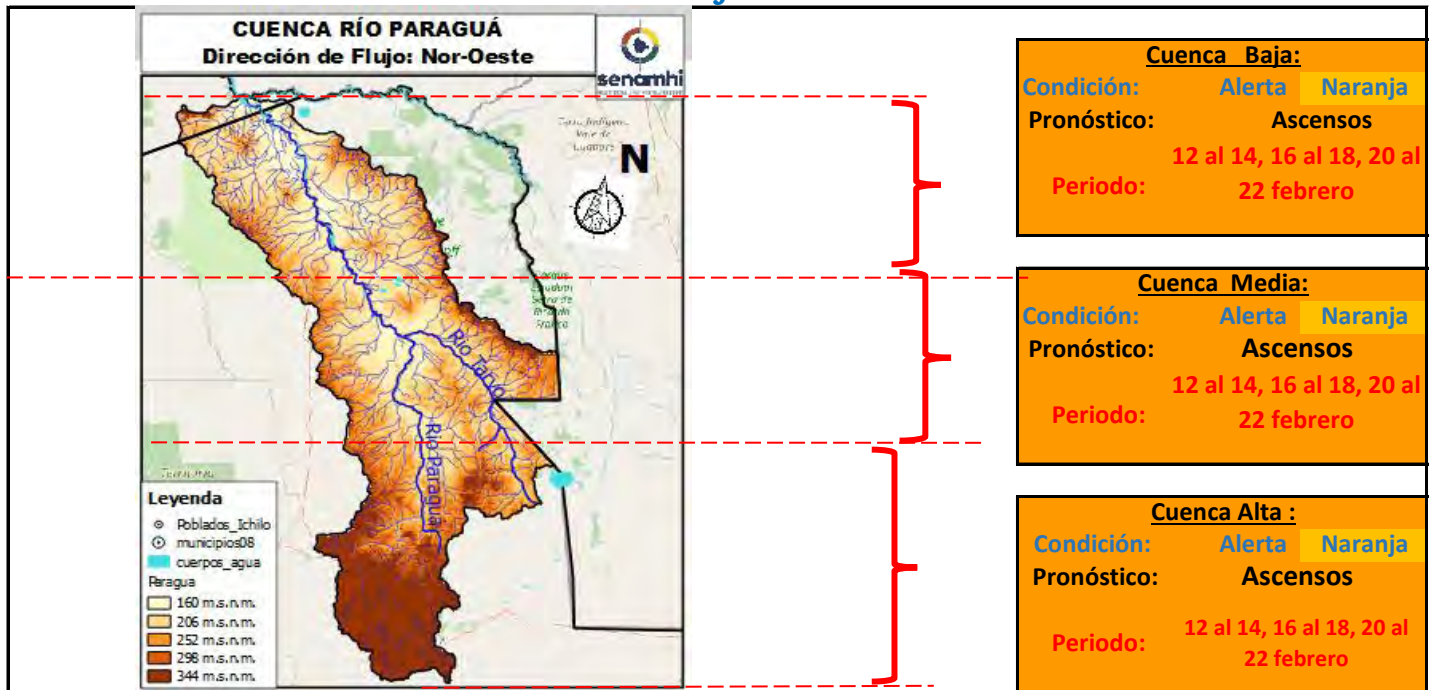 CUENCA RÍO PARAGUÁ
Dirección de Flujo: Nor-Oeste
senamhi
N
Río Tarvo
Río Paraguá
Leyenda
Poblados_Ichilo
municipios08
cuerpos_agua
Paragua
160 m.s.n.m.
206 m.s.n.m.
252 m.s.n.m.
298 m.s.n.m.
344 m.s.n.m.
Cuenca Baja:
Condición: Alerta Naranja
Pronóstico: Ascensos
12 al 14, 16 al 18, 20 al
Periodo: 22 febrero
Cuenca Media:
Condición: Alerta Naranja
Pronóstico: Ascensos
12 al 14, 16 al 18, 20 al
Periodo: 22 febrero
Cuenca Alta :
Condición: Alerta Naranja
Pronóstico: Ascensos
12 al 14, 16 al 18, 20 al
Periodo: 22 febrero